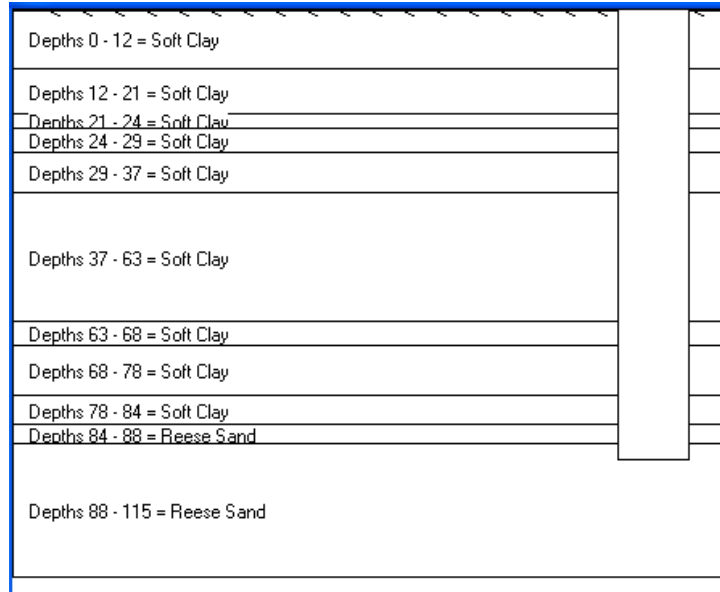 Depths 0 - 12 = Soft Clay
Depths 12 - 21 = Soft Clay
Depths 21 - 24 = Soft Clay
Depths 24 - 29 = Soft Clay
Depths 29 - 37 = Soft Clay
Depths 37 - 63 = Soft Clay
Depths 63 - 68 = Soft Clay
Depths 68 - 78 = Soft Clay
Depths 78 - 84 = Soft Clay
Depths 84 - 88 = Reese Sand
Depths 88 - 115 = Reese Sand